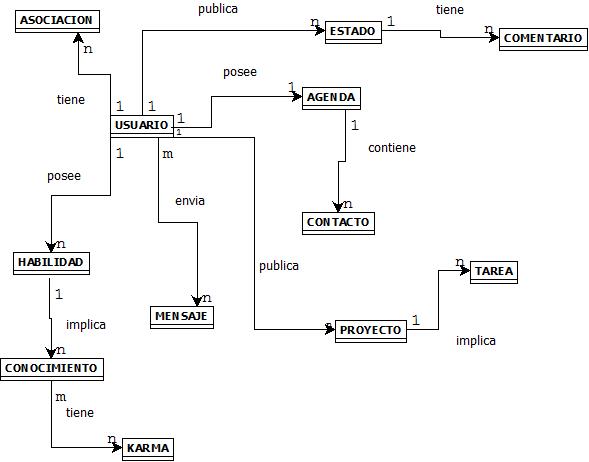 publica
ASOCIACION
n
n
ESTADO
1
tiene
n
COMENTARIO
posee
tiene
1
1
1
1
AGENDA
USUARIO
1
1
1
m
contiene
posee
envia
n
CONTACTO
n
HABILIDAD
publica
n
TAREA
1
n
MENSAJE
implica
n
PROYECTO
1
implica
n
CONOCIMIENTO
m
tiene
n
KARMA